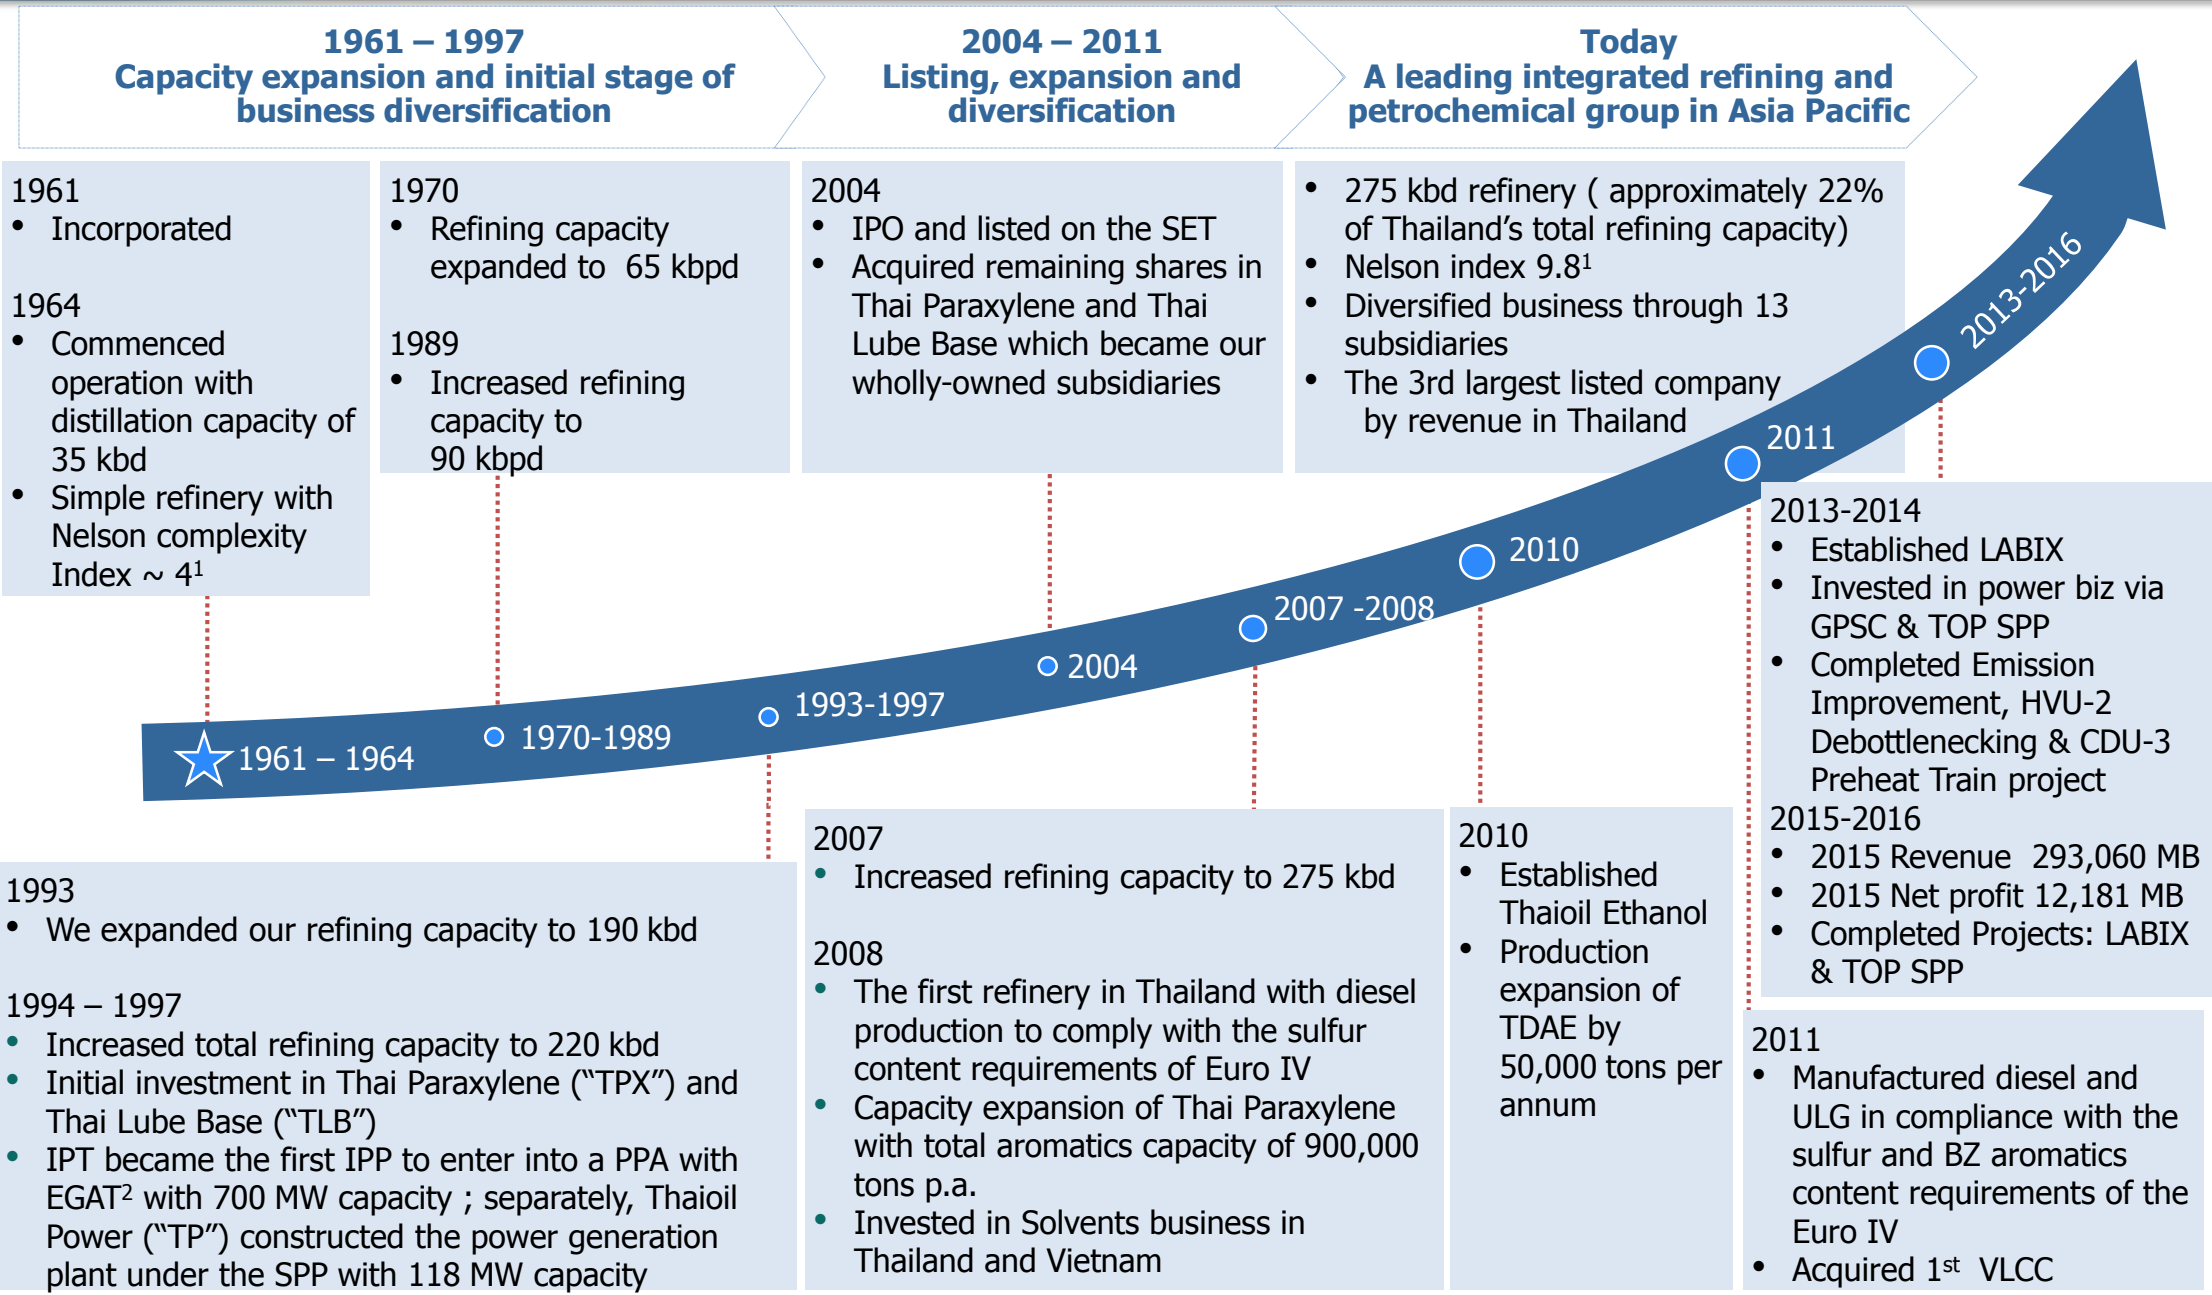 1961 – 1997
Capacity expansion and initial stage of
business diversification
2004 – 2011
Listing, expansion and
diversification
Today
A leading integrated refining and
petrochemical group in Asia Pacific
1961
• Incorporated
1964
• Commenced
operation with
distillation capacity of
35 kbd
• Simple refinery with
Nelson complexity
Index ~ 4¹
1970
• Refining capacity
expanded to 65 kbpd
1989
• Increased refining
capacity to
90 kbpd
2004
• IPO and listed on the SET
• Acquired remaining shares in
Thai Paraxylene and Thai
Lube Base which became our
wholly-owned subsidiaries
• 275 kbd refinery ( approximately 22%
of Thailand’s total refining capacity)
• Nelson index 9.8¹
• Diversified business through 13
subsidiaries
• The 3rd largest listed company
by revenue in Thailand
1961 – 1964
1970-1989
1993-1997
2004
2007 -2008
2010
2011
2013-2016
1993
• We expanded our refining capacity to 190 kbd
1994 – 1997
• Increased total refining capacity to 220 kbd
• Initial investment in Thai Paraxylene (“TPX”) and
Thai Lube Base (“TLB”)
• IPT became the first IPP to enter into a PPA with
EGAT² with 700 MW capacity ; separately, Thaioil
Power (“TP”) constructed the power generation
plant under the SPP with 118 MW capacity
2007
• Increased refining capacity to 275 kbd
2008
• The first refinery in Thailand with diesel
production to comply with the sulfur
content requirements of Euro IV
• Capacity expansion of Thai Paraxylene
with total aromatics capacity of 900,000
tons p.a.
• Invested in Solvents business in
Thailand and Vietnam
2010
• Established
Thaioil Ethanol
• Production
expansion of
TDAE by
50,000 tons per
annum
2013-2014
• Established LABIX
• Invested in power biz via
GPSC & TOP SPP
• Completed Emission
Improvement, HVU-2
Debottlenecking & CDU-3
Preheat Train project
2015-2016
• 2015 Revenue 293,060 MB
• 2015 Net profit 12,181 MB
• Completed Projects: LABIX
& TOP SPP
2011
• Manufactured diesel and
ULG in compliance with the
sulfur and BZ aromatics
content requirements of the
Euro IV
• Acquired 1st VLCC